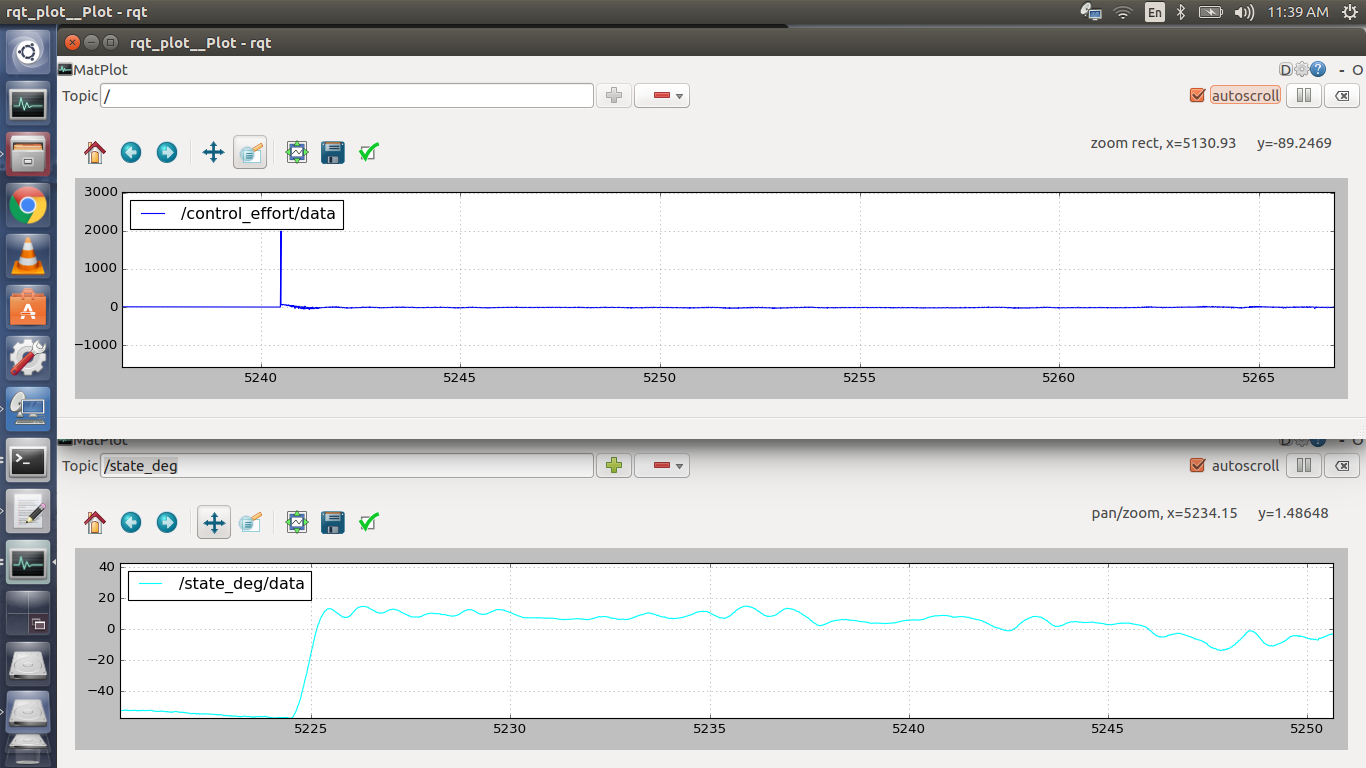 rqt_plot__Plot - rqt
En
11:39 AM
rqt_plot__Plot - rqt
MatPlot
D
?
-
O
Topic
/
autoscroll
zoom rect, x=5130.93 y=-89.2469
3000
2000
1000
0
−1000
/control_effort/data
5240
5245
5250
5255
5260
5265
MatPlot
D
-
O
Topic
/state_deg
autoscroll
pan/zoom, x=5234.15 y=1.48648
40
20
0
−20
−40
/state_deg/data
5225
5230
5235
5240
5245
5250